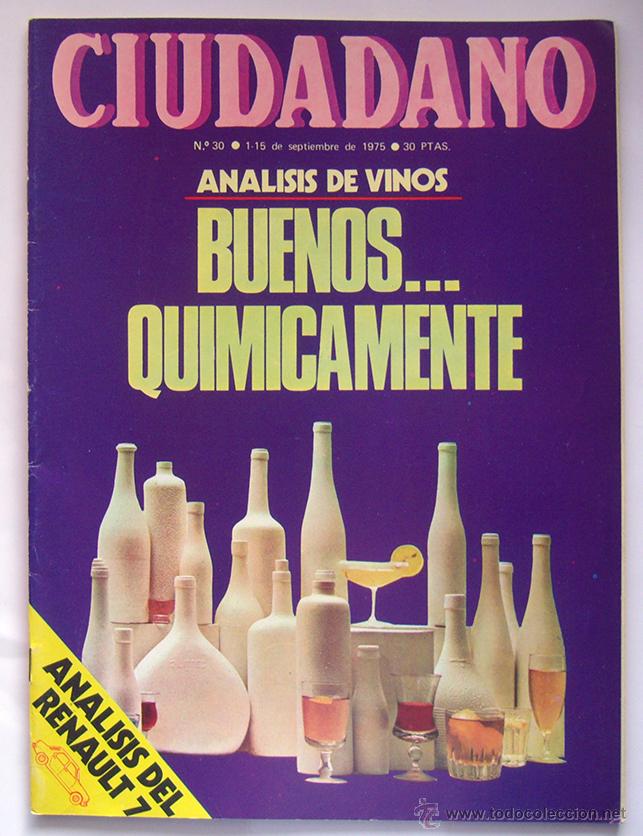 CIUDADANO
N.º 30 ● 1-15 de septiembre de 1975 ● 30 PTAS.
ANALISIS DE VINOS
BUENOS...
QUIMICAMENTE
ANALISIS DEL
RENAULT 7
© www.todocoleccion.net